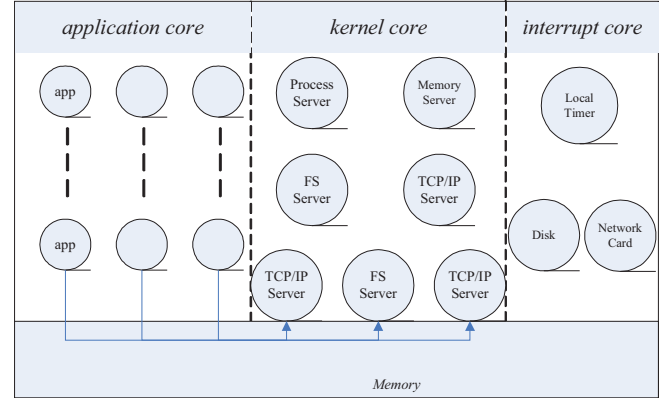 application core
kernel core
interrupt core
app
Process
Server
Memory
Server
Local
Timer
FS
Server
TCP/IP
Server
app
Disk
Network
Card
TCP/IP
Server
FS
Server
TCP/IP
Server
Memory